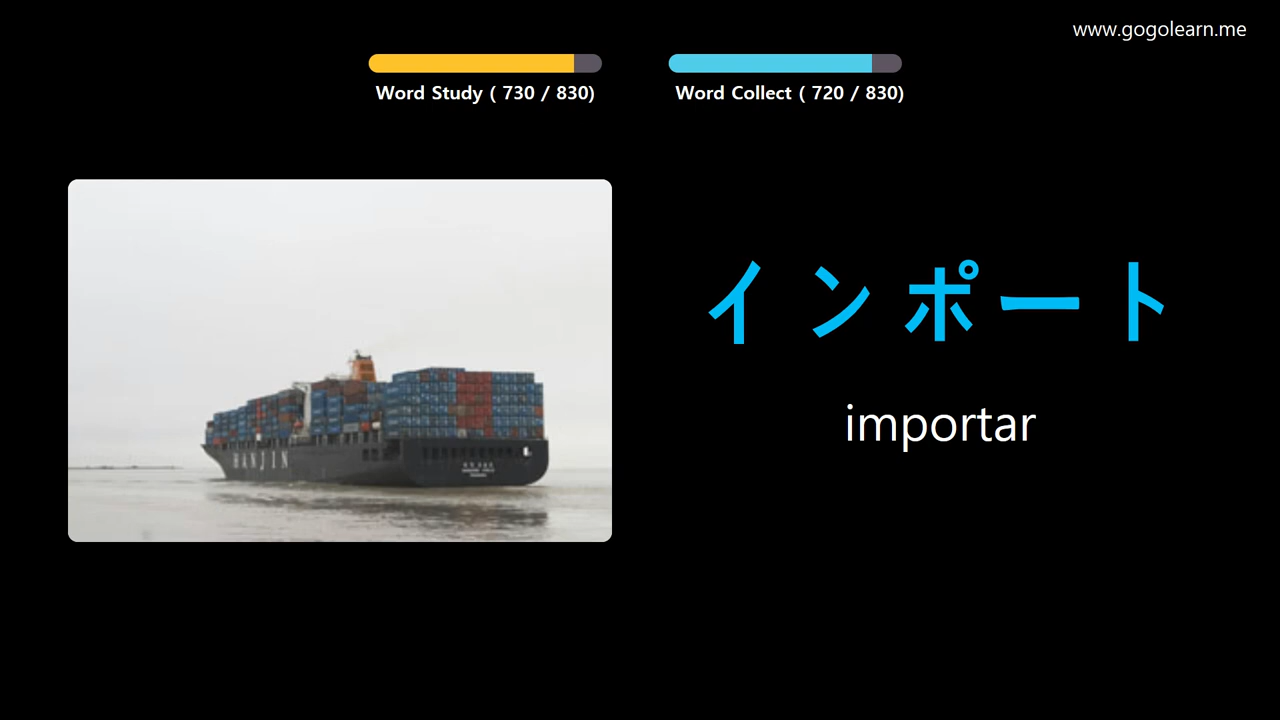 www.gogolearn.me
Word Study ( 730 / 830)
Word Collect ( 720 / 830)
インポート
importar
HANJIN